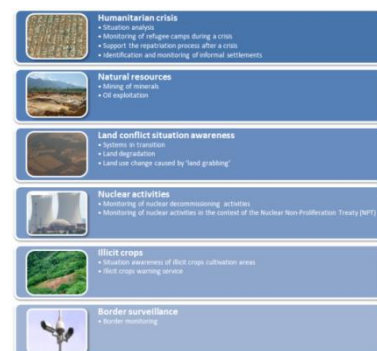 Humanitarian crisis
• Situation analysis
• Monitoring of refugee camps during a crisis
• Support the repatriation process after a crisis
• Identification and monitoring of informal settlements
Natural resources
• Mining of minerals
• Oil exploitation
Land conflict situation awareness
• Systems in transition
• Land degradation
• Land use change caused by 'land grabbing'
Nuclear activities
• Monitoring of nuclear decommissioning activities
• Monitoring of nuclear activities in the context of the Nuclear Non-Proliferation Treaty (NPT)
Illicit crops
• Situation awareness of illicit crops cultivation areas
• Illicit crops warning service
Border surveillance
• Border monitoring